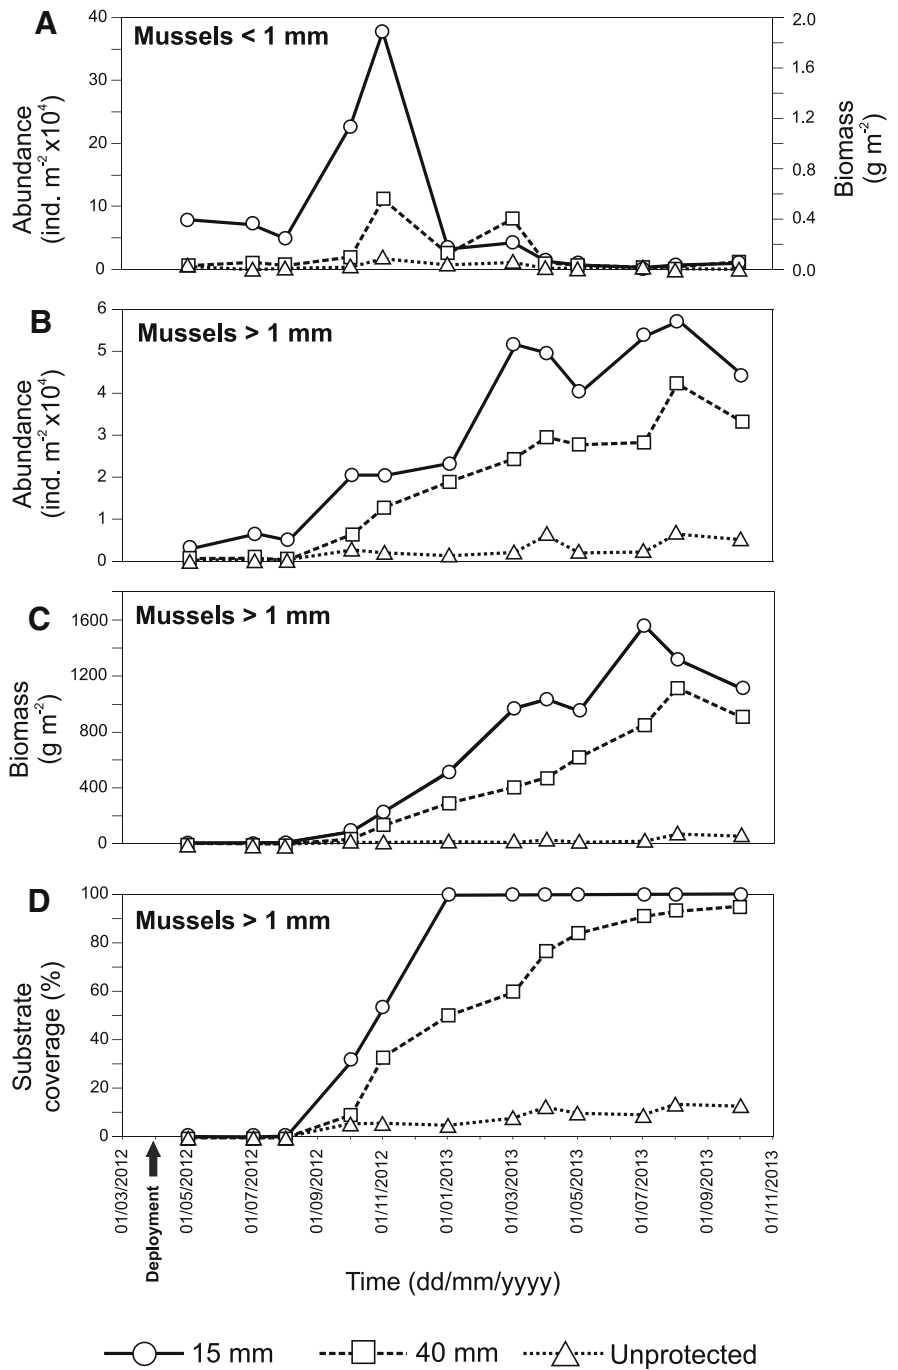 A
Mussels < 1 mm
Abundance
(ind. m⁻² x10⁴)
40
30
20
10
0
2.0
1.6
1.2
0.8
0.4
0.0
Biomass
(g m⁻²)
B
Mussels > 1 mm
Abundance
(ind. m⁻² x10⁴)
6
5
4
3
2
1
0
C
Mussels > 1 mm
Biomass
(g m⁻²)
1600
1200
800
400
0
D
Mussels > 1 mm
Substrate
coverage (%)
100
80
60
40
20
0
01/03/2012
01/05/2012
01/07/2012
01/09/2012
01/11/2012
01/01/2013
01/03/2013
01/05/2013
01/07/2013
01/09/2013
01/11/2013
Deployment
Time (dd/mm/yyyy)
15 mm
40 mm
Unprotected